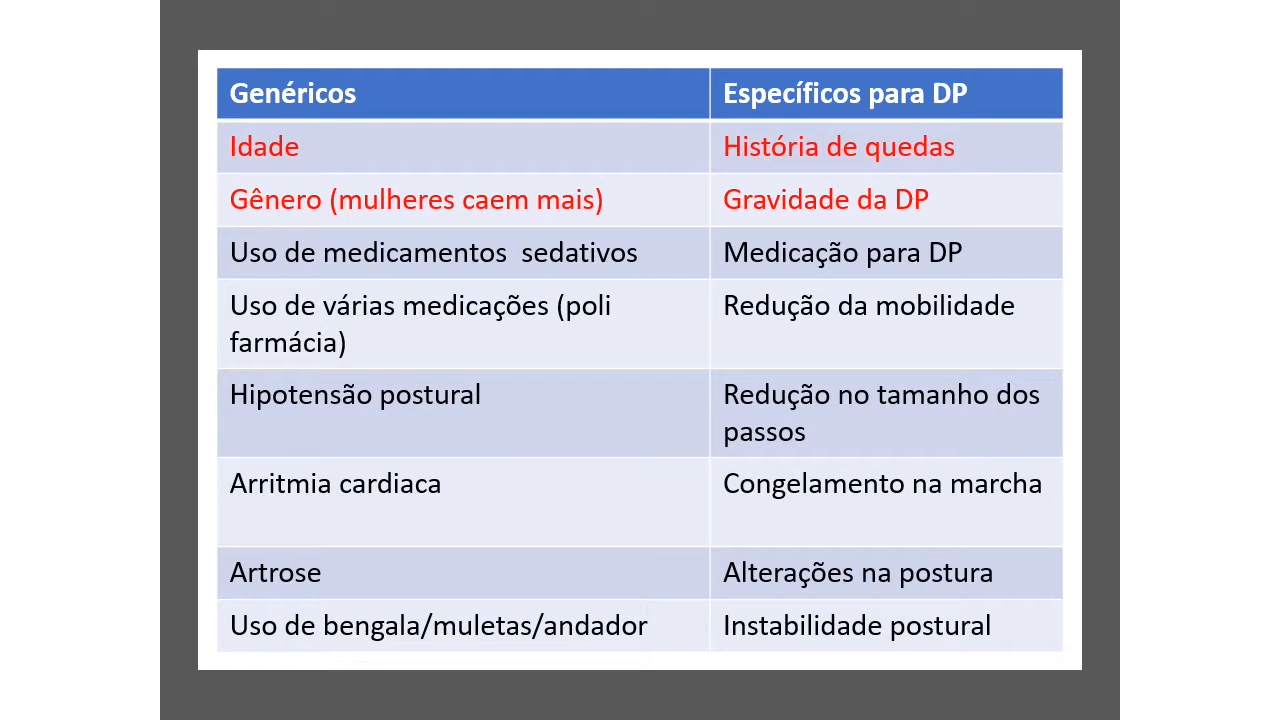 Genéricos
Específicos para DP
Idade
História de quedas
Gênero (mulheres caem mais)
Gravidade da DP
Uso de medicamentos  sedativos
Medicação para DP
Uso de várias medicações (poli
farmácia)
Redução da mobilidade
Hipotensão postural
Redução no tamanho dos
passos
Arritmia cardiaca
Congelamento na marcha
Artrose
Alterações na postura
Uso de bengala/muletas/andador
Instabilidade postural